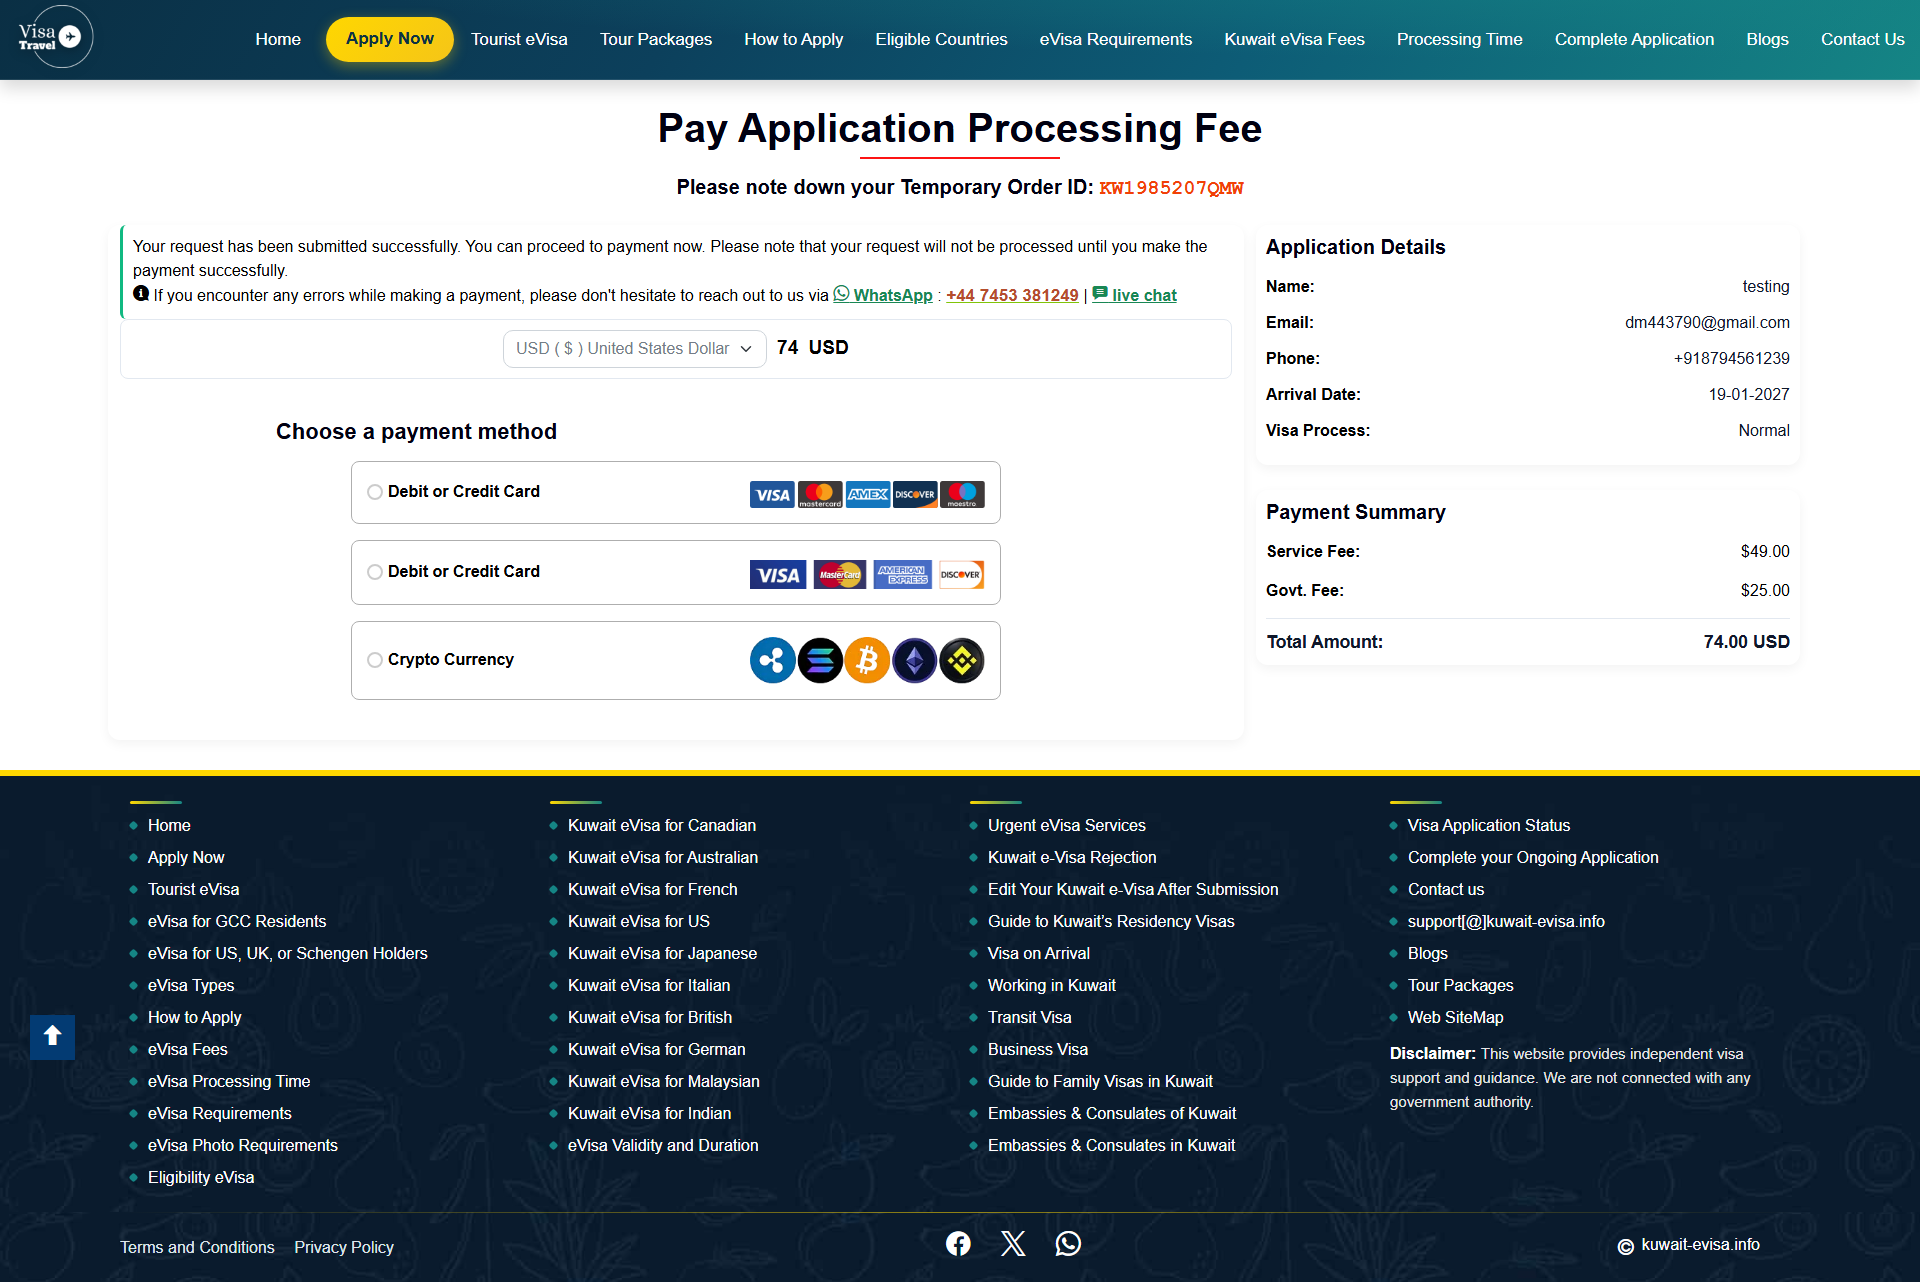 Visa
Travel
Home
Apply Now
Tourist eVisa
Tour Packages
How to Apply
Eligible Countries
eVisa Requirements
Kuwait eVisa Fees
Processing Time
Complete Application
Blogs
Contact Us
Pay Application Processing Fee
Please note down your Temporary Order ID: KW1985207QMW
Your request has been submitted successfully. You can proceed to payment now. Please note that your request will not be processed until you make the
payment successfully.
If you encounter any errors while making a payment, please don't hesitate to reach out to us via WhatsApp : +44 7453 381249 | live chat
USD ( $ ) United States Dollar
74 USD
Choose a payment method
Debit or Credit Card
VISA
mastercard
AMEX
DISCOVER
maestro
Debit or Credit Card
VISA
MasterCard
AMERICAN
EXPRESS
DISCOVER
Crypto Currency
Application Details
Name: testing
Email: dm443790@gmail.com
Phone: +918794561239
Arrival Date: 19-01-2027
Visa Process: Normal
Payment Summary
Service Fee: $49.00
Govt. Fee: $25.00
Total Amount: 74.00 USD
Home
Apply Now
Tourist eVisa
eVisa for GCC Residents
eVisa for US, UK, or Schengen Holders
eVisa Types
How to Apply
eVisa Fees
eVisa Processing Time
eVisa Requirements
eVisa Photo Requirements
Eligibility eVisa
Kuwait eVisa for Canadian
Kuwait eVisa for Australian
Kuwait eVisa for French
Kuwait eVisa for US
Kuwait eVisa for Japanese
Kuwait eVisa for Italian
Kuwait eVisa for British
Kuwait eVisa for German
Kuwait eVisa for Malaysian
Kuwait eVisa for Indian
eVisa Validity and Duration
Urgent eVisa Services
Kuwait e-Visa Rejection
Edit Your Kuwait e-Visa After Submission
Guide to Kuwait’s Residency Visas
Visa on Arrival
Working in Kuwait
Transit Visa
Business Visa
Guide to Family Visas in Kuwait
Embassies & Consulates of Kuwait
Embassies & Consulates in Kuwait
Visa Application Status
Complete your Ongoing Application
Contact us
support[@]kuwait-evisa.info
Blogs
Tour Packages
Web SiteMap
Disclaimer: This website provides independent visa
support and guidance. We are not connected with any
government authority.
Terms and Conditions
Privacy Policy
© kuwait-evisa.info